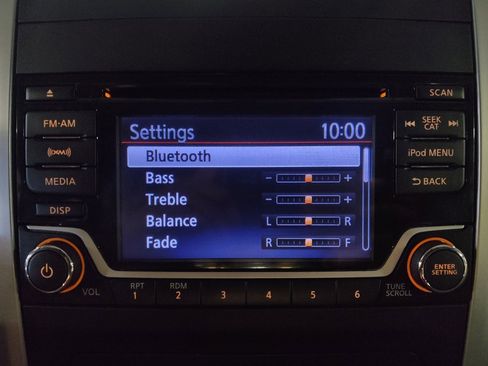 SCAN
FM·AM
SEEK
CAT
((XM))
iPod MENU
MEDIA
BACK
DISP
Settings 10:00
Bluetooth
Bass - +
Treble - +
Balance L R
Fade R F
VOL
RPT
1
RDM
2
3
4
5
6
TUNE
SCROLL
ENTER
SETTING